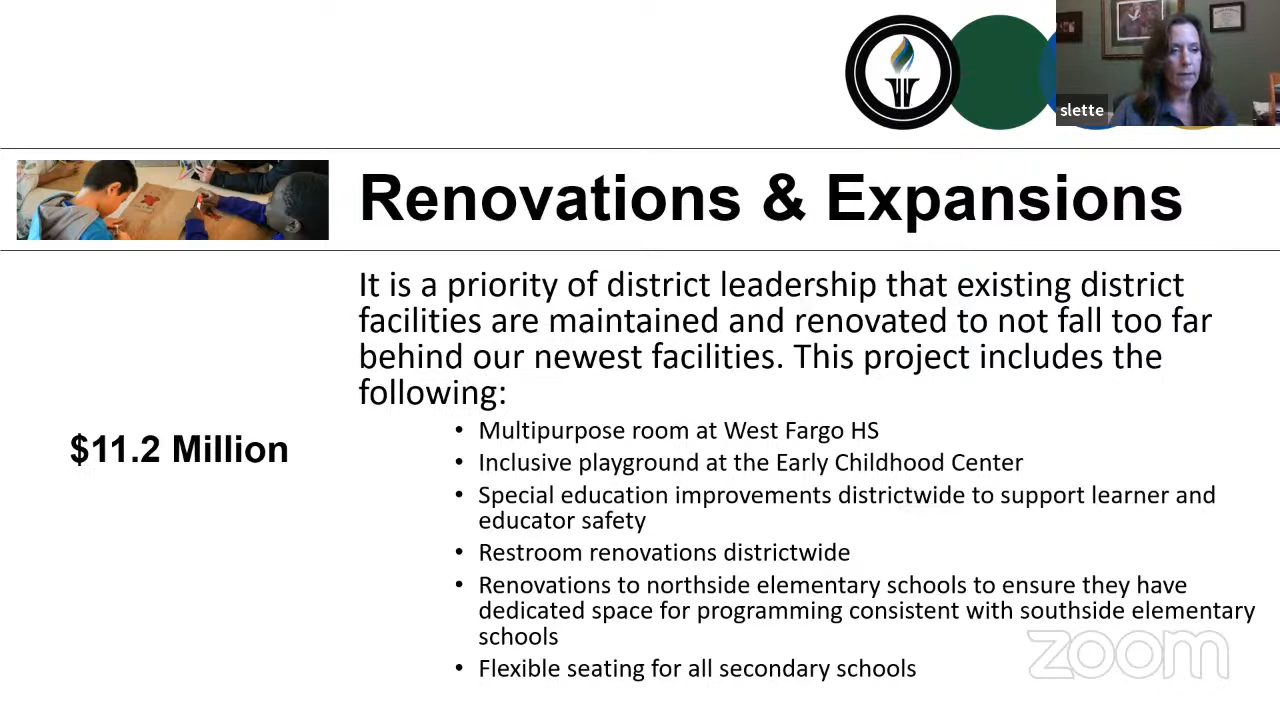 slette
Renovations & Expansions
It is a priority of district leadership that existing district
facilities are maintained and renovated to not fall too far
behind our newest facilities. This project includes the
following:
$11.2 Million
• Multipurpose room at West Fargo HS
• Inclusive playground at the Early Childhood Center
• Special education improvements districtwide to support learner and
educator safety
• Restroom renovations districtwide
• Renovations to northside elementary schools to ensure they have
dedicated space for programming consistent with southside elementary
schools
• Flexible seating for all secondary schools
zoom